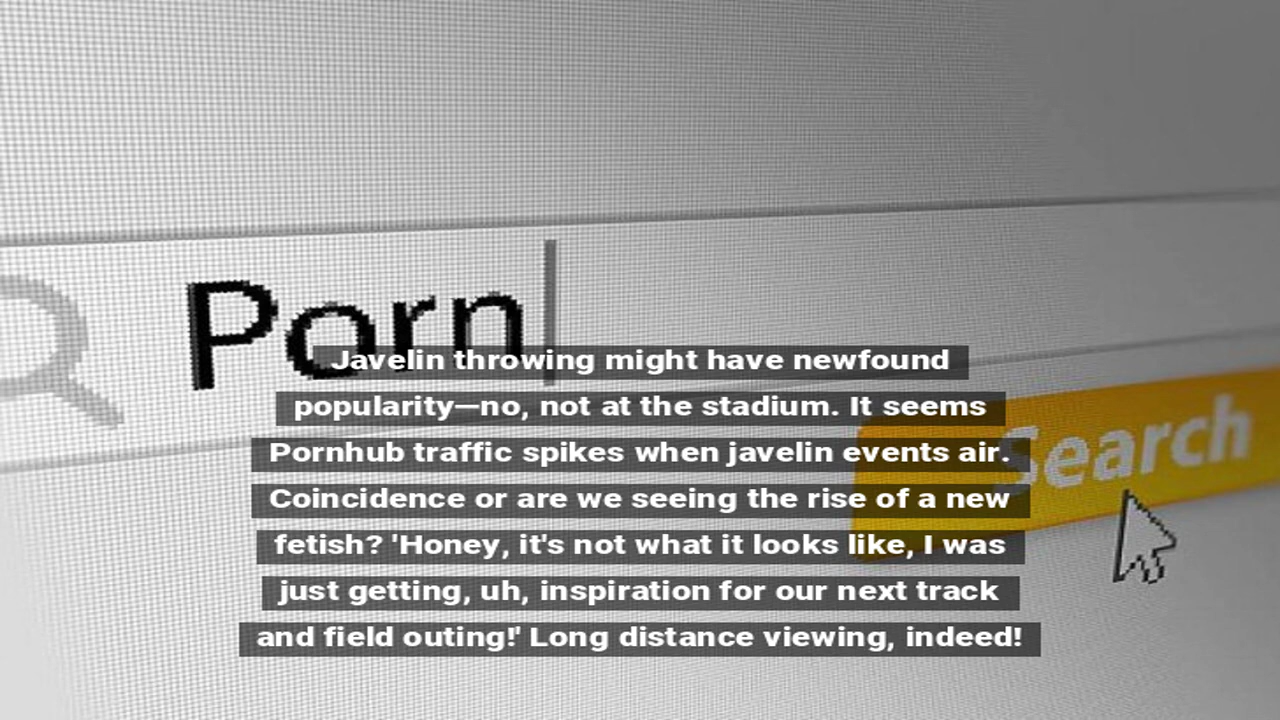 Porn
Search
Javelin throwing might have newfound
popularity—no, not at the stadium. It seems
Pornhub traffic spikes when javelin events air.
Coincidence or are we seeing the rise of a new
fetish? 'Honey, it's not what it looks like, I was
just getting, uh, inspiration for our next track
and field outing!' Long distance viewing, indeed!